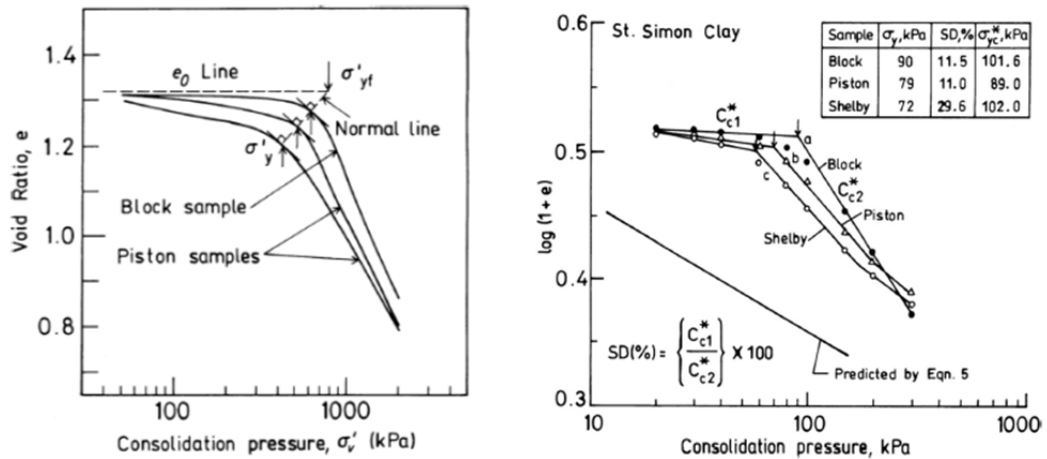 1.4
1.2
1.0
0.8
Void Ratio, e
e₀ Line
σ'yf
Normal line
σ'y
Block sample
Piston samples
100
1000
Consolidation pressure, σv' (kPa)
0.6
0.5
0.4
0.3
log (1 + e)
St. Simon Clay
Sample σy, kPa SD,% σyc*, kPa
Block 90 11.5 101.6
Piston 79 11.0 89.0
Shelby 72 29.6 102.0
C*c1
a
b
c
Block
C*c2
Piston
Shelby
SD(%) = {C*c1 / C*c2} X 100
Predicted by Eqn. 5
10
100
1000
Consolidation pressure, kPa